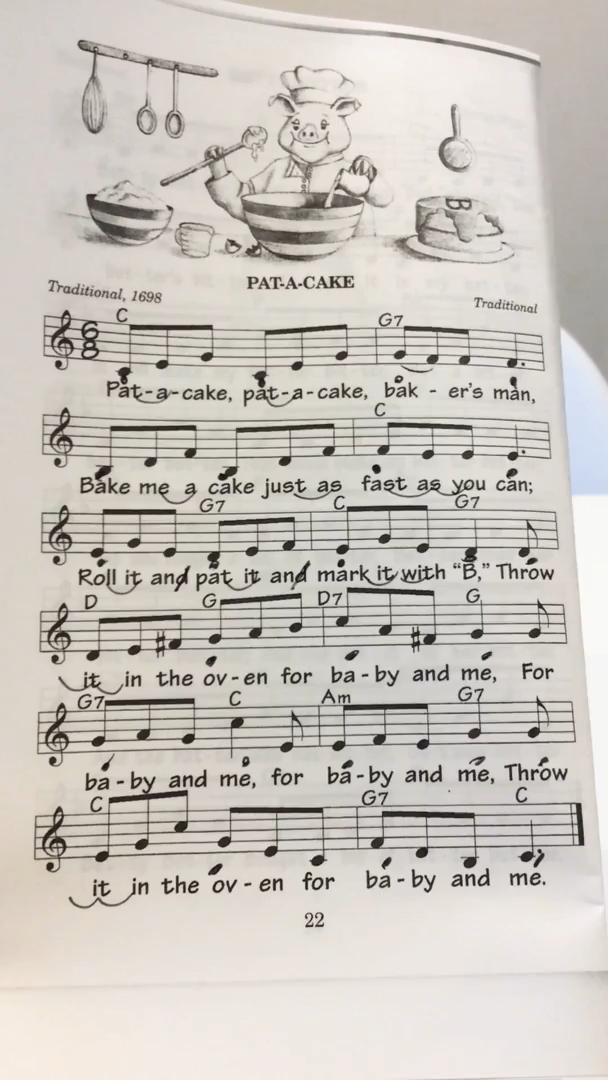 PAT-A-CAKE
Traditional, 1698
Traditional
C G7
Pat-a-cake, pat-a-cake, bak - er's man,
C
Bake me a cake just as fast as you can;
G7 C G7
Roll it and pat it and mark it with "B," Throw
D G D7 G
it in the ov-en for ba-by and me, For
G7 C Am G7
ba-by and me, for ba-by and me, Throw
C G7 C
it in the ov-en for ba-by and me.
22